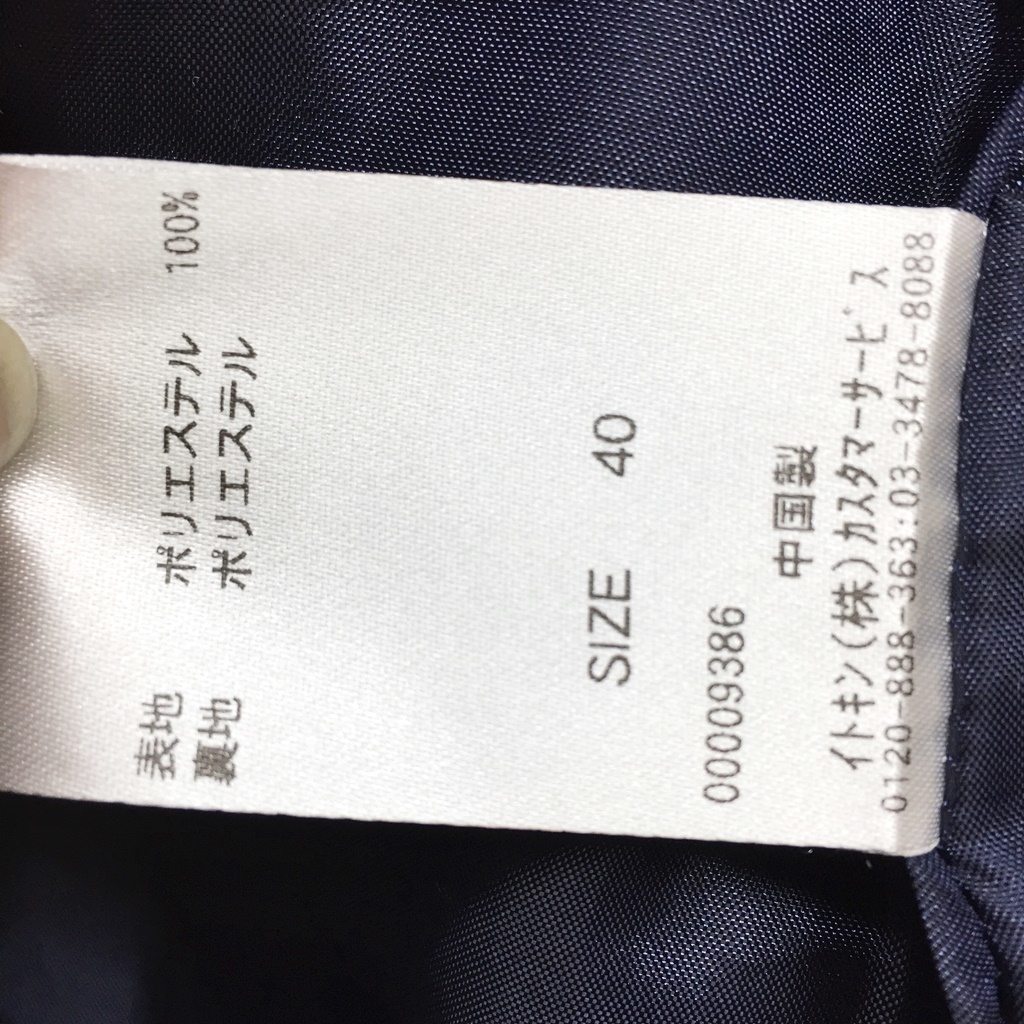 表地 ポリエステル 100%
裏地 ポリエステル
SIZE 40
00009386
中国製
イトキン(株)カスタマーサービス
0120-888-363:03-3478-8088